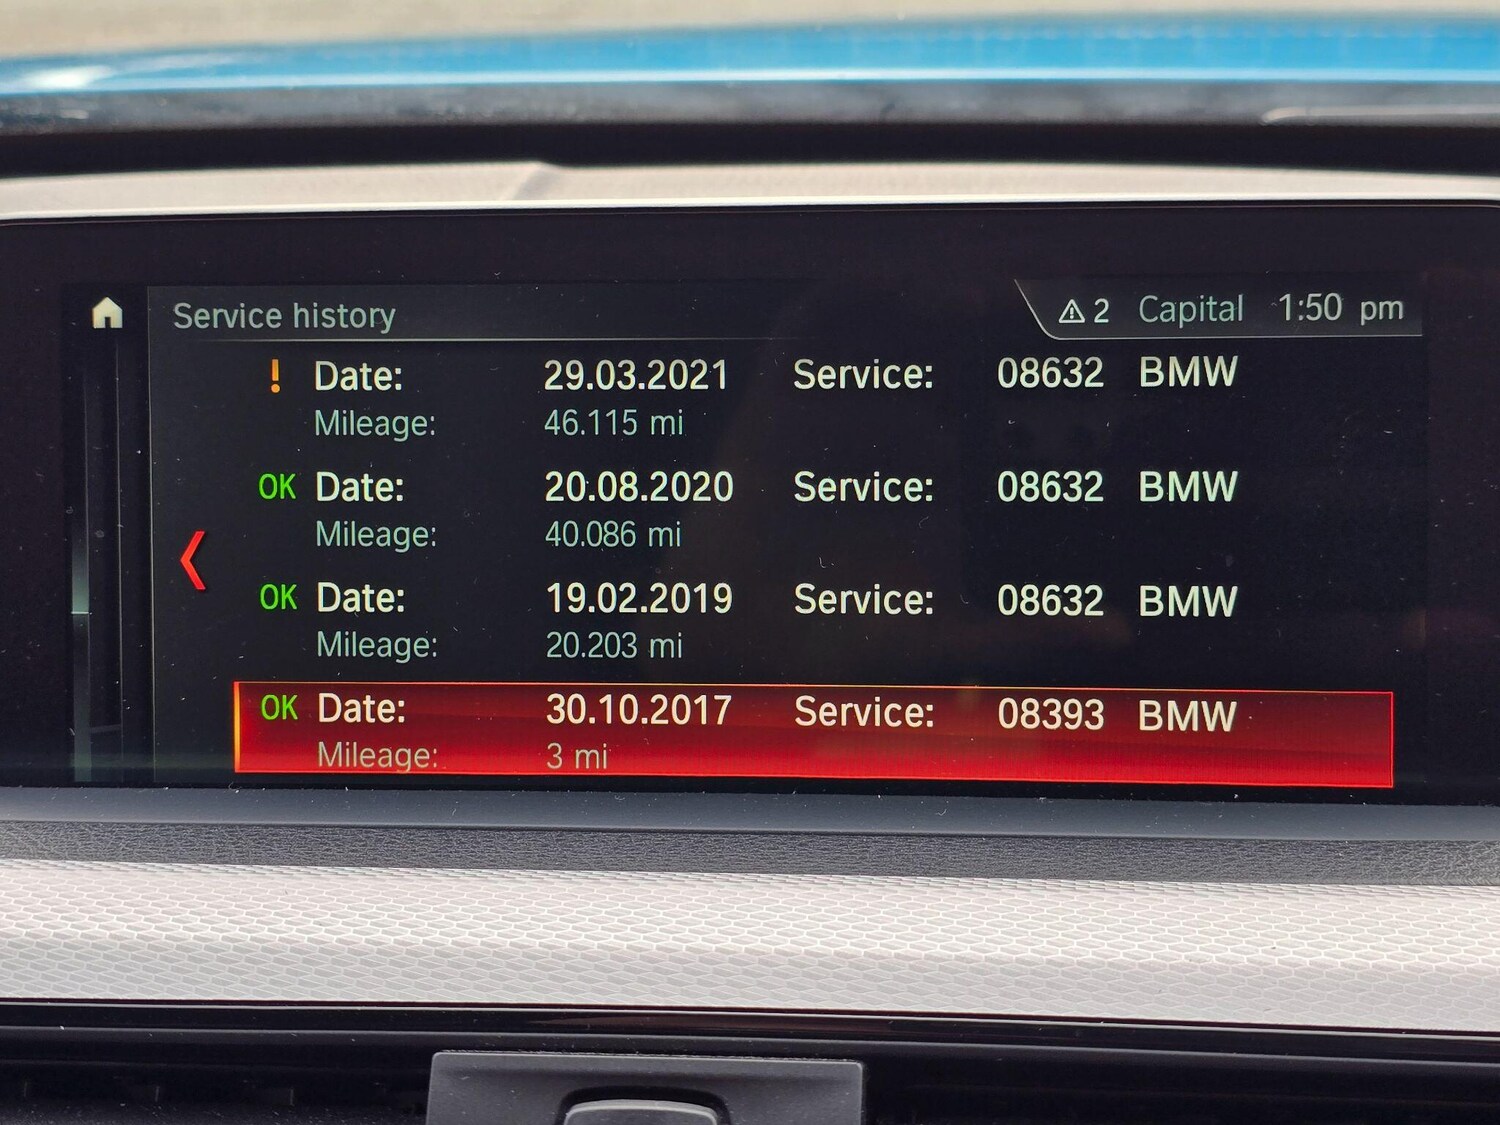 Service history 2 Capital 1:50 pm
! Date: 29.03.2021 Service: 08632 BMW
Mileage: 46.115 mi
OK Date: 20.08.2020 Service: 08632 BMW
Mileage: 40.086 mi
OK Date: 19.02.2019 Service: 08632 BMW
Mileage: 20.203 mi
OK Date: 30.10.2017 Service: 08393 BMW
Mileage: 3 mi